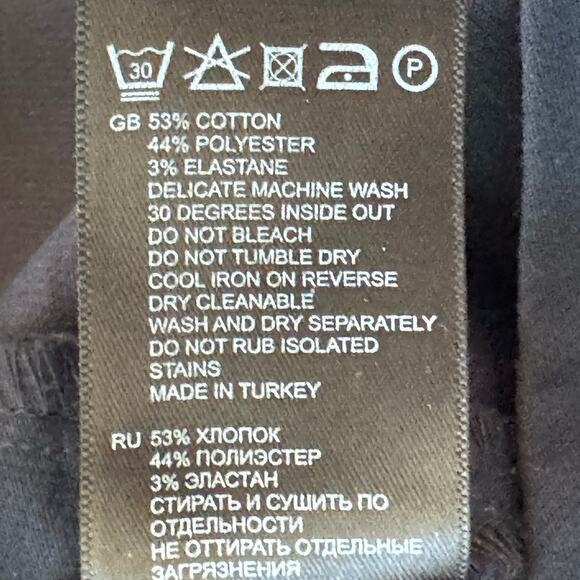 30 P
GB 53% COTTON
44% POLYESTER
3% ELASTANE
DELICATE MACHINE WASH
30 DEGREES INSIDE OUT
DO NOT BLEACH
DO NOT TUMBLE DRY
COOL IRON ON REVERSE
DRY CLEANABLE
WASH AND DRY SEPARATELY
DO NOT RUB ISOLATED
STAINS
MADE IN TURKEY
RU 53% ХЛОПОК
44% ПОЛИЭСТЕР
3% ЭЛАСТАН
СТИРАТЬ И СУШИТЬ ПО
ОТДЕЛЬНОСТИ
НЕ ОТТИРАТЬ ОТДЕЛЬНЫЕ
ЗАГРЯЗНЕНИЯ